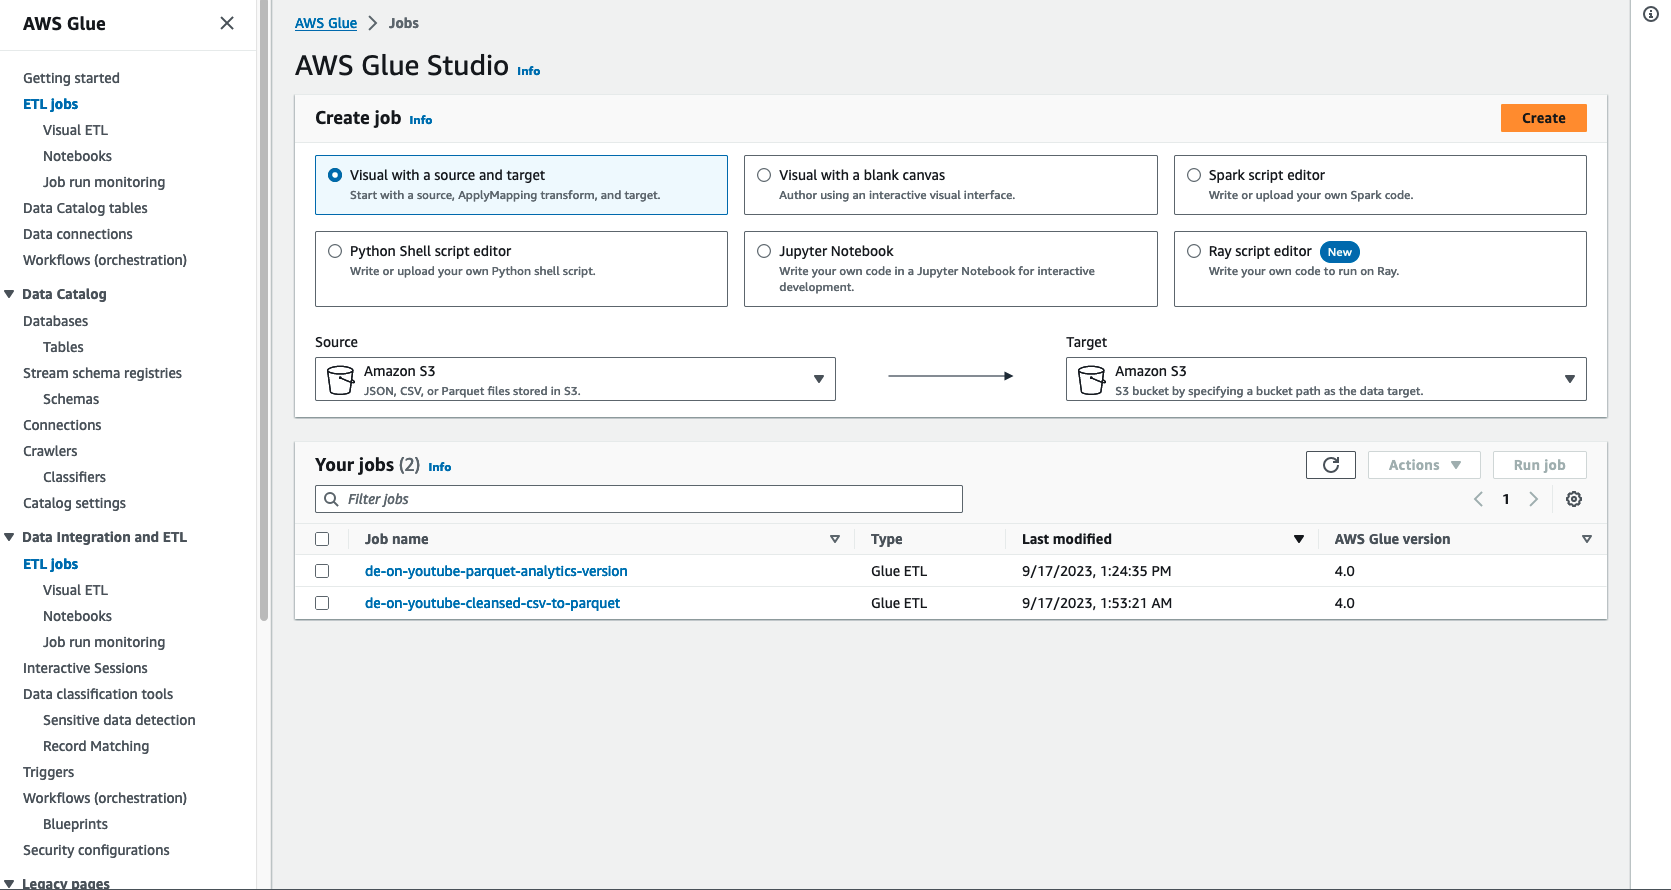 AWS Glue
Getting started
ETL jobs
Visual ETL
Notebooks
Job run monitoring
Data Catalog tables
Data connections
Workflows (orchestration)
Data Catalog
Databases
Tables
Stream schema registries
Schemas
Connections
Crawlers
Classifiers
Catalog settings
Data Integration and ETL
ETL jobs
Visual ETL
Notebooks
Job run monitoring
Interactive Sessions
Data classification tools
Sensitive data detection
Record Matching
Triggers
Workflows (orchestration)
Blueprints
Security configurations
Legacy pages
AWS Glue > Jobs
AWS Glue Studio Info
Create job Info
Create
Visual with a source and target
Start with a source, ApplyMapping transform, and target.
Visual with a blank canvas
Author using an interactive visual interface.
Spark script editor
Write or upload your own Spark code.
Python Shell script editor
Write or upload your own Python shell script.
Jupyter Notebook
Write your own code in a Jupyter Notebook for interactive
development.
Ray script editor New
Write your own code to run on Ray.
Source
Amazon S3
JSON, CSV, or Parquet files stored in S3.
Target
Amazon S3
S3 bucket by specifying a bucket path as the data target.
Your jobs (2) Info
Actions
Run job
Filter jobs
1
Job name Type Last modified AWS Glue version
de-on-youtube-parquet-analytics-version Glue ETL 9/17/2023, 1:24:35 PM 4.0
de-on-youtube-cleansed-csv-to-parquet Glue ETL 9/17/2023, 1:53:21 AM 4.0